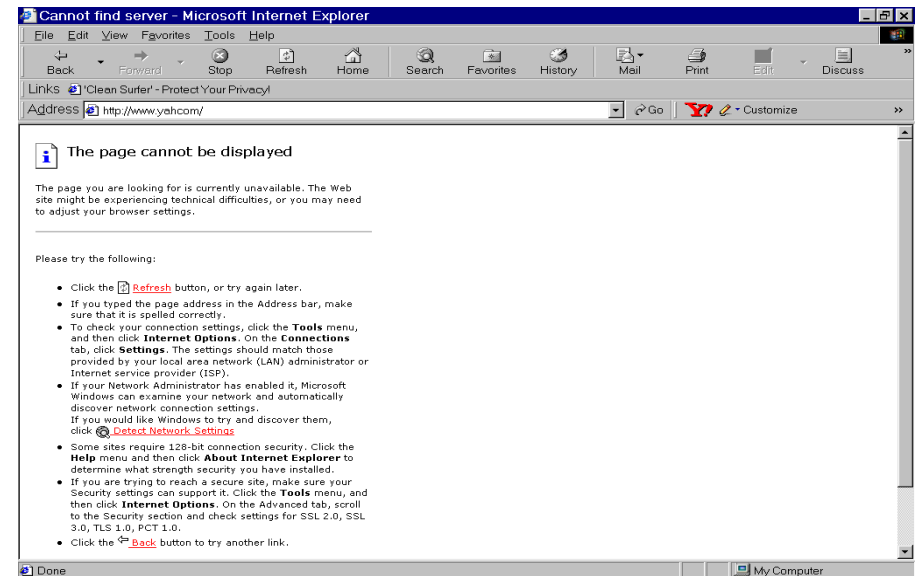 Cannot find server - Microsoft Internet Explorer
File Edit View Favorites Tools Help
Back Forward Stop Refresh Home Search Favorites History Mail Print Edit Discuss »
Links 'Clean Surfer' - Protect Your Privacy!
Address http://www.yahcom/ Go Y? Customize »
The page cannot be displayed
The page you are looking for is currently unavailable. The Web
site might be experiencing technical difficulties, or you may need
to adjust your browser settings.
Please try the following:
• Click the Refresh button, or try again later.
• If you typed the page address in the Address bar, make
sure that it is spelled correctly.
• To check your connection settings, click the Tools menu,
and then click Internet Options. On the Connections
tab, click Settings. The settings should match those
provided by your local area network (LAN) administrator or
Internet service provider (ISP).
• If your Network Administrator has enabled it, Microsoft
Windows can examine your network and automatically
discover network connection settings.
If you would like Windows to try and discover them,
click Detect Network Settings
• Some sites require 128-bit connection security. Click the
Help menu and then click About Internet Explorer to
determine what strength security you have installed.
• If you are trying to reach a secure site, make sure your
Security settings can support it. Click the Tools menu, and
then click Internet Options. On the Advanced tab, scroll
to the Security section and check settings for SSL 2.0, SSL
3.0, TLS 1.0, PCT 1.0.
• Click the Back button to try another link.
Done My Computer